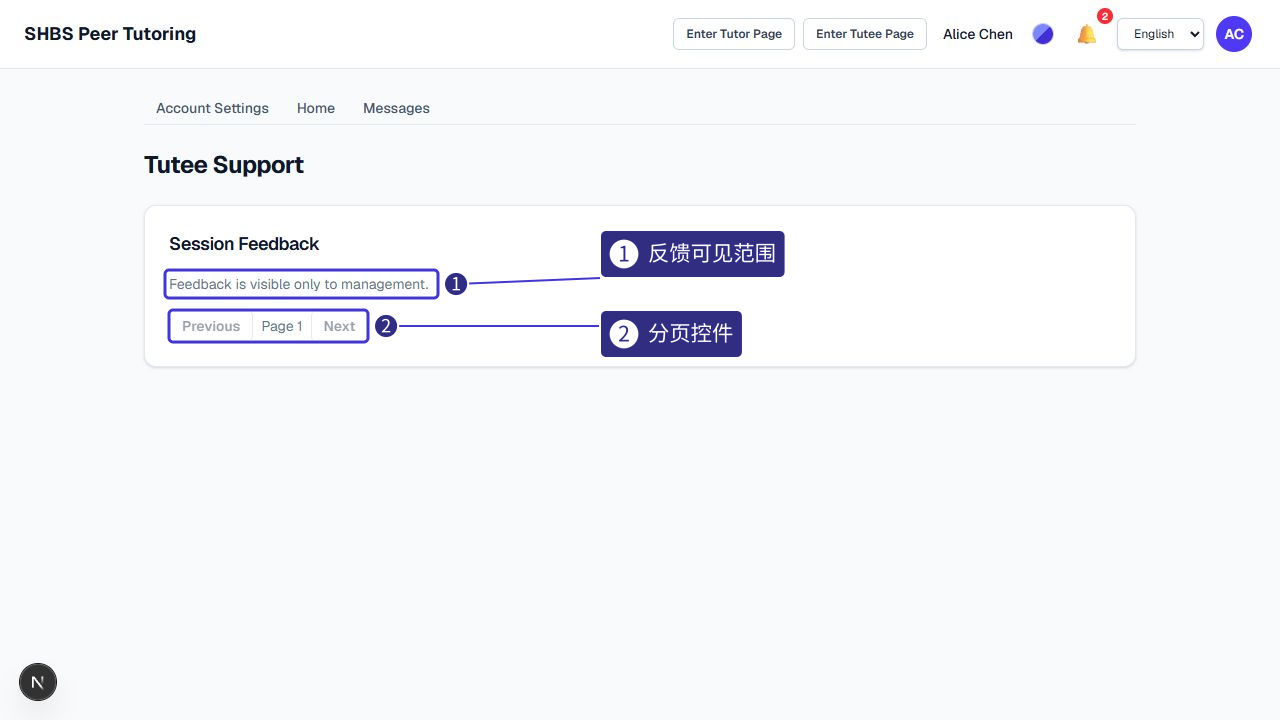 SHBS Peer Tutoring
Enter Tutor Page
Enter Tutee Page
Alice Chen
2
English
AC
Account Settings
Home
Messages
Tutee Support
Session Feedback
Feedback is visible only to management.
1
1 反馈可见范围
Previous
Page 1
Next
2
2 分页控件
N